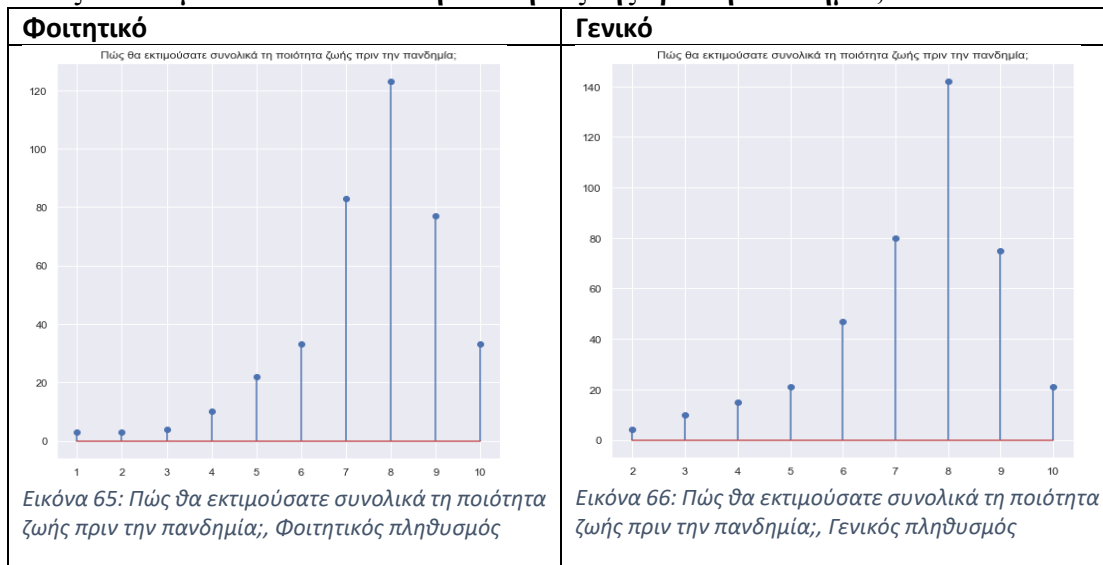 Φοιτητικό
Γενικό
Πώς θα εκτιμούσατε συνολικά τη ποιότητα ζωής πριν την πανδημία;
120
100
80
60
40
20
0
1 2 3 4 5 6 7 8 9 10
Εικόνα 65: Πώς θα εκτιμούσατε συνολικά τη ποιότητα
ζωής πριν την πανδημία;, Φοιτητικός πληθυσμός
Πώς θα εκτιμούσατε συνολικά τη ποιότητα ζωής πριν την πανδημία;
140
120
100
80
60
40
20
0
2 3 4 5 6 7 8 9 10
Εικόνα 66: Πώς θα εκτιμούσατε συνολικά τη ποιότητα
ζωής πριν την πανδημία;, Γενικός πληθυσμός